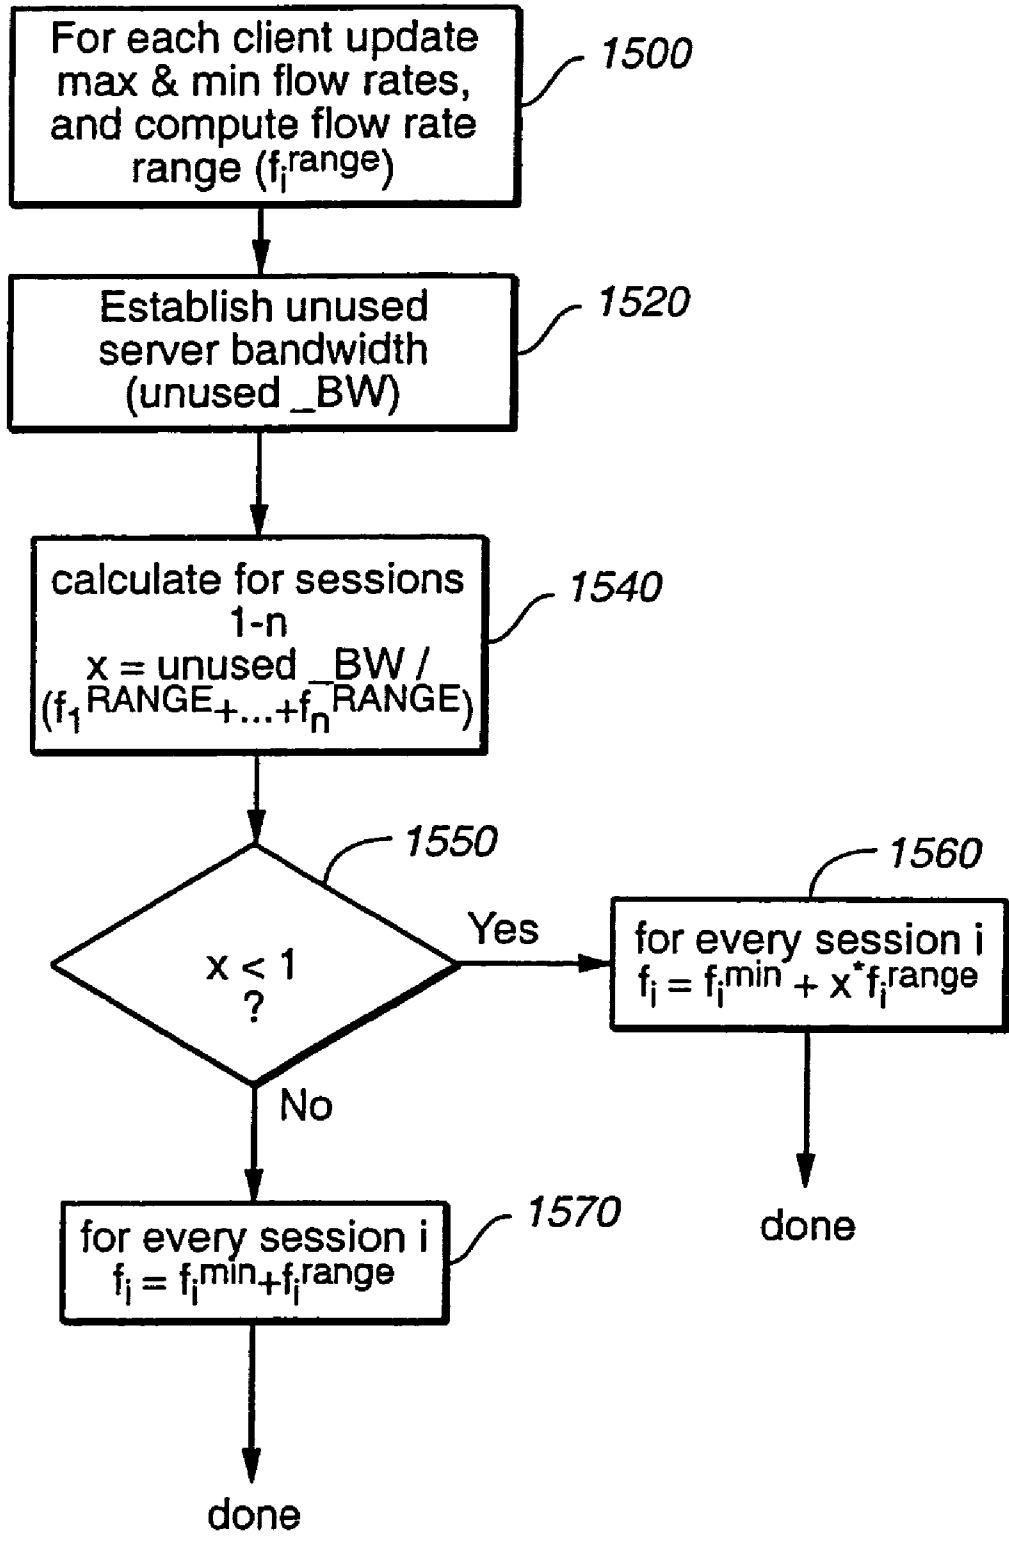 For each client update
max & min flow rates,
and compute flow rate
range (fᵢʳᵃⁿᵍᵉ)
1500
Establish unused
server bandwidth
(unused _BW)
1520
calculate for sessions
1-n
x = unused _BW /
(f₁RANGE+...+fₙRANGE)
1540
1550
x < 1
?
Yes
1560
for every session i
fᵢ = fᵢᵐⁱⁿ + x*fᵢʳᵃⁿᵍᵉ
done
No
1570
for every session i
fᵢ = fᵢᵐⁱⁿ+fᵢʳᵃⁿᵍᵉ
done